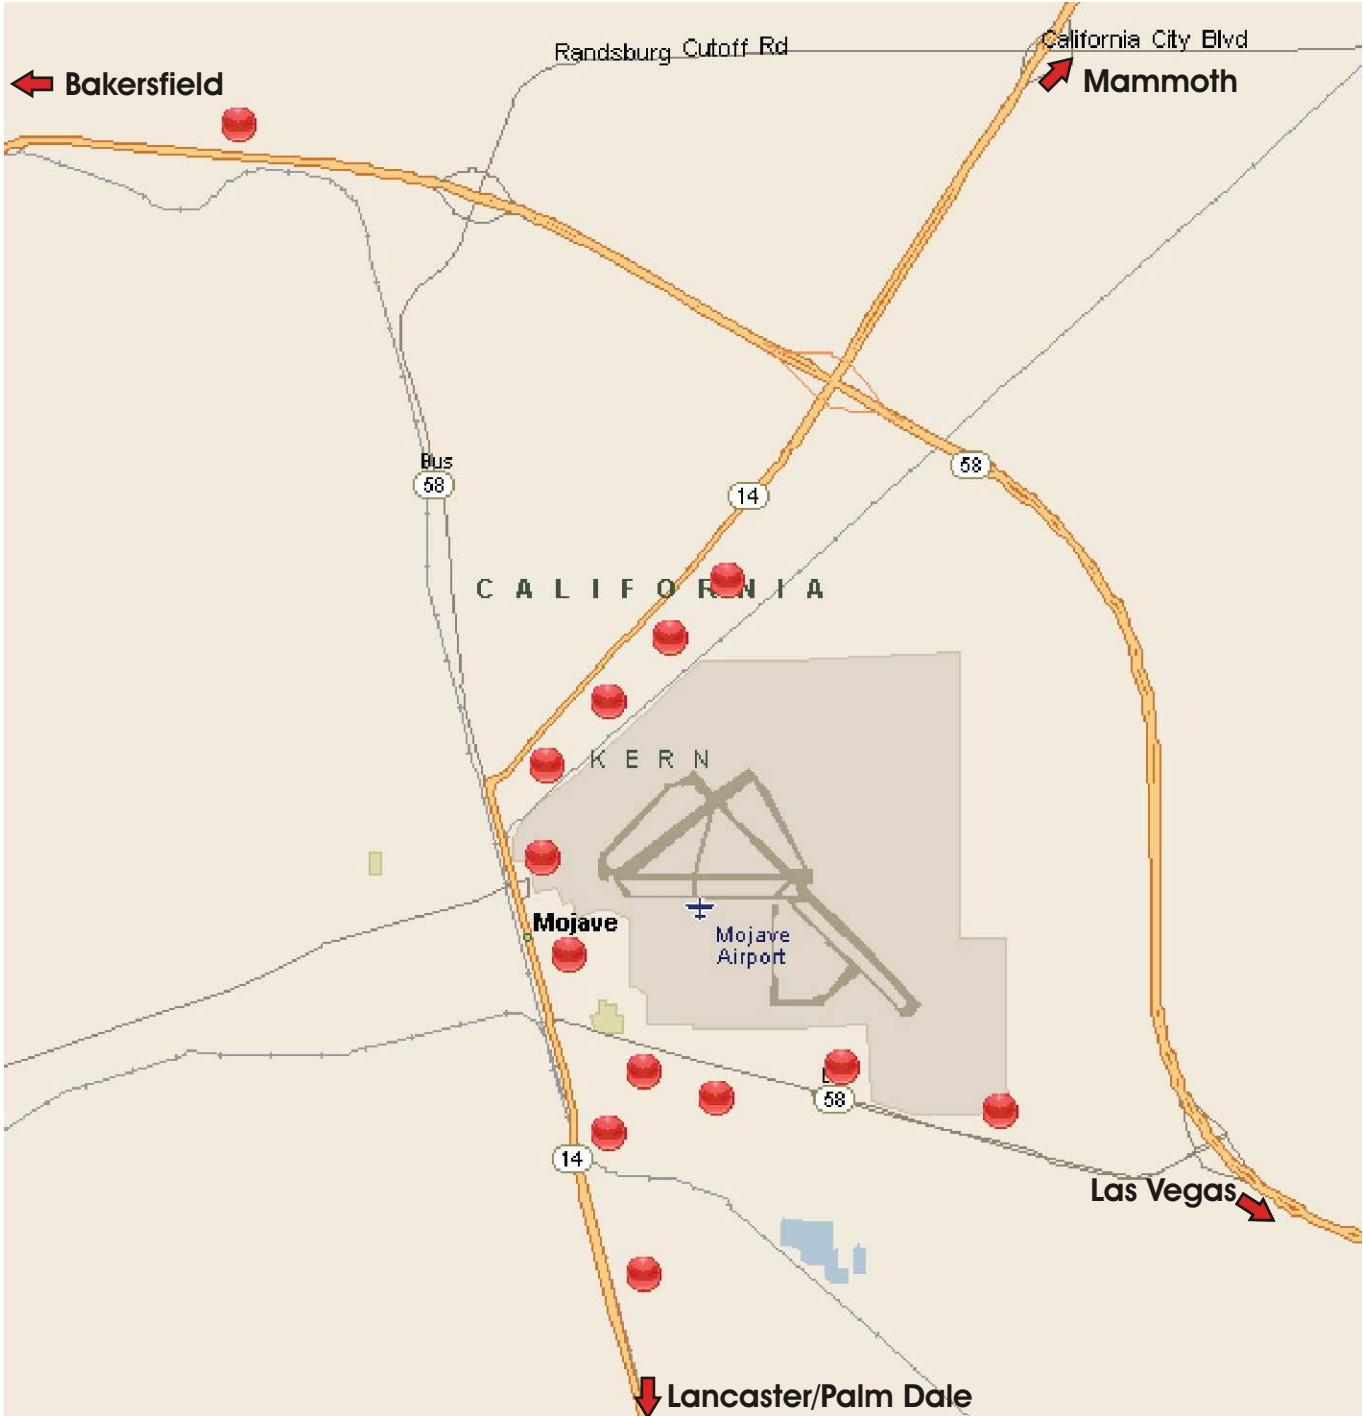 Randsburg Cutoff Rd
California City Blvd
Bakersfield
Mammoth
Bus
58
58
14
CALIFORNIA
KERN
Mojave
Mojave
Airport
58
14
Las Vegas
Lancaster/Palm Dale